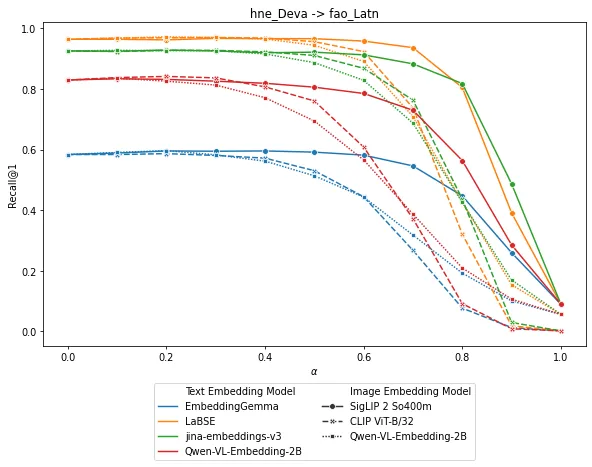 hne_Deva -> fao_Latn
1.0
0.8
0.6
0.4
0.2
0.0
Recall@1
0.0 0.2 0.4 0.6 0.8 1.0
α
Text Embedding Model
EmbeddingGemma
LaBSE
jina-embeddings-v3
Qwen-VL-Embedding-2B
Image Embedding Model
SigLIP 2 So400m
CLIP ViT-B/32
Qwen-VL-Embedding-2B